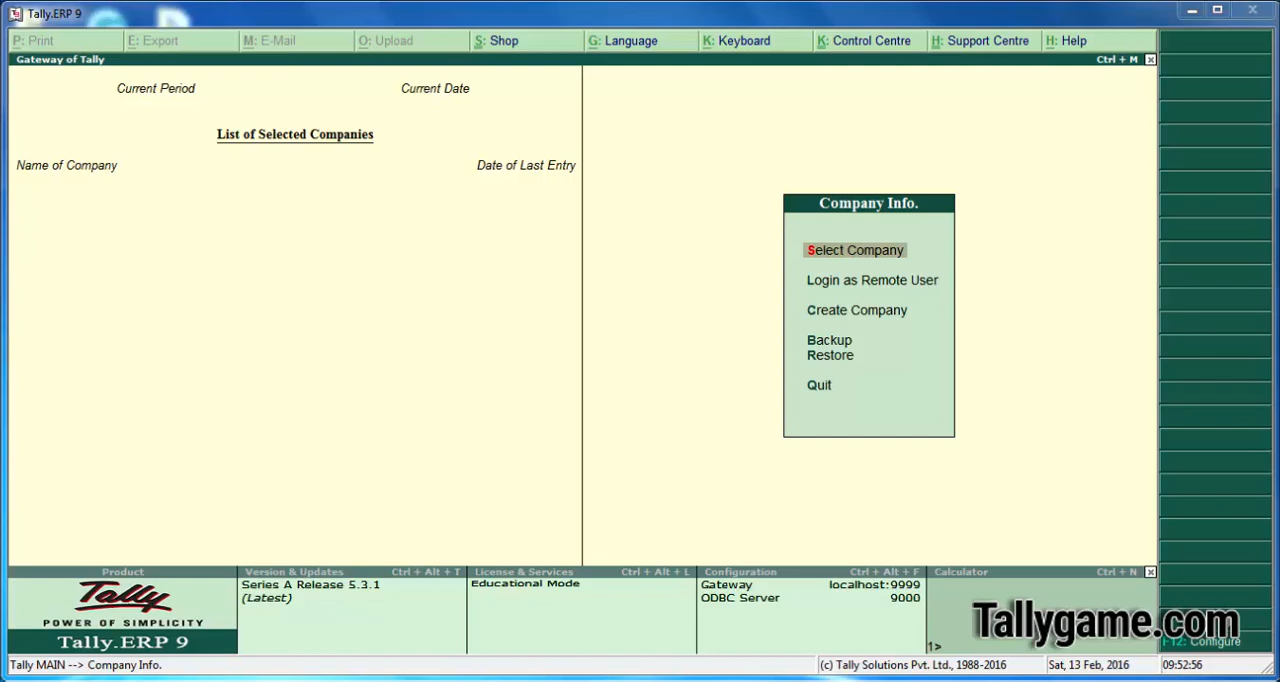 Tally.ERP 9
P: Print E: Export M: E-Mail O: Upload S: Shop G: Language K: Keyboard K: Control Centre H: Support Centre H: Help
Gateway of Tally Ctrl + M
Current Period Current Date
List of Selected Companies
Name of Company Date of Last Entry
Company Info.
Select Company
Login as Remote User
Create Company
Backup
Restore
Quit
Product Version & Updates Ctrl + Alt + T License & Services Ctrl + Alt + L Configuration Ctrl + Alt + F Calculator Ctrl + N
Tally
POWER OF SIMPLICITY
Tally.ERP 9
Series A Release 5.3.1
(Latest)
Educational Mode
Gateway localhost:9999
ODBC Server 9000
1>
Tallygame.com
F12: Configure
Tally MAIN --> Company Info. (c) Tally Solutions Pvt. Ltd., 1988-2016 Sat, 13 Feb, 2016 09:52:56